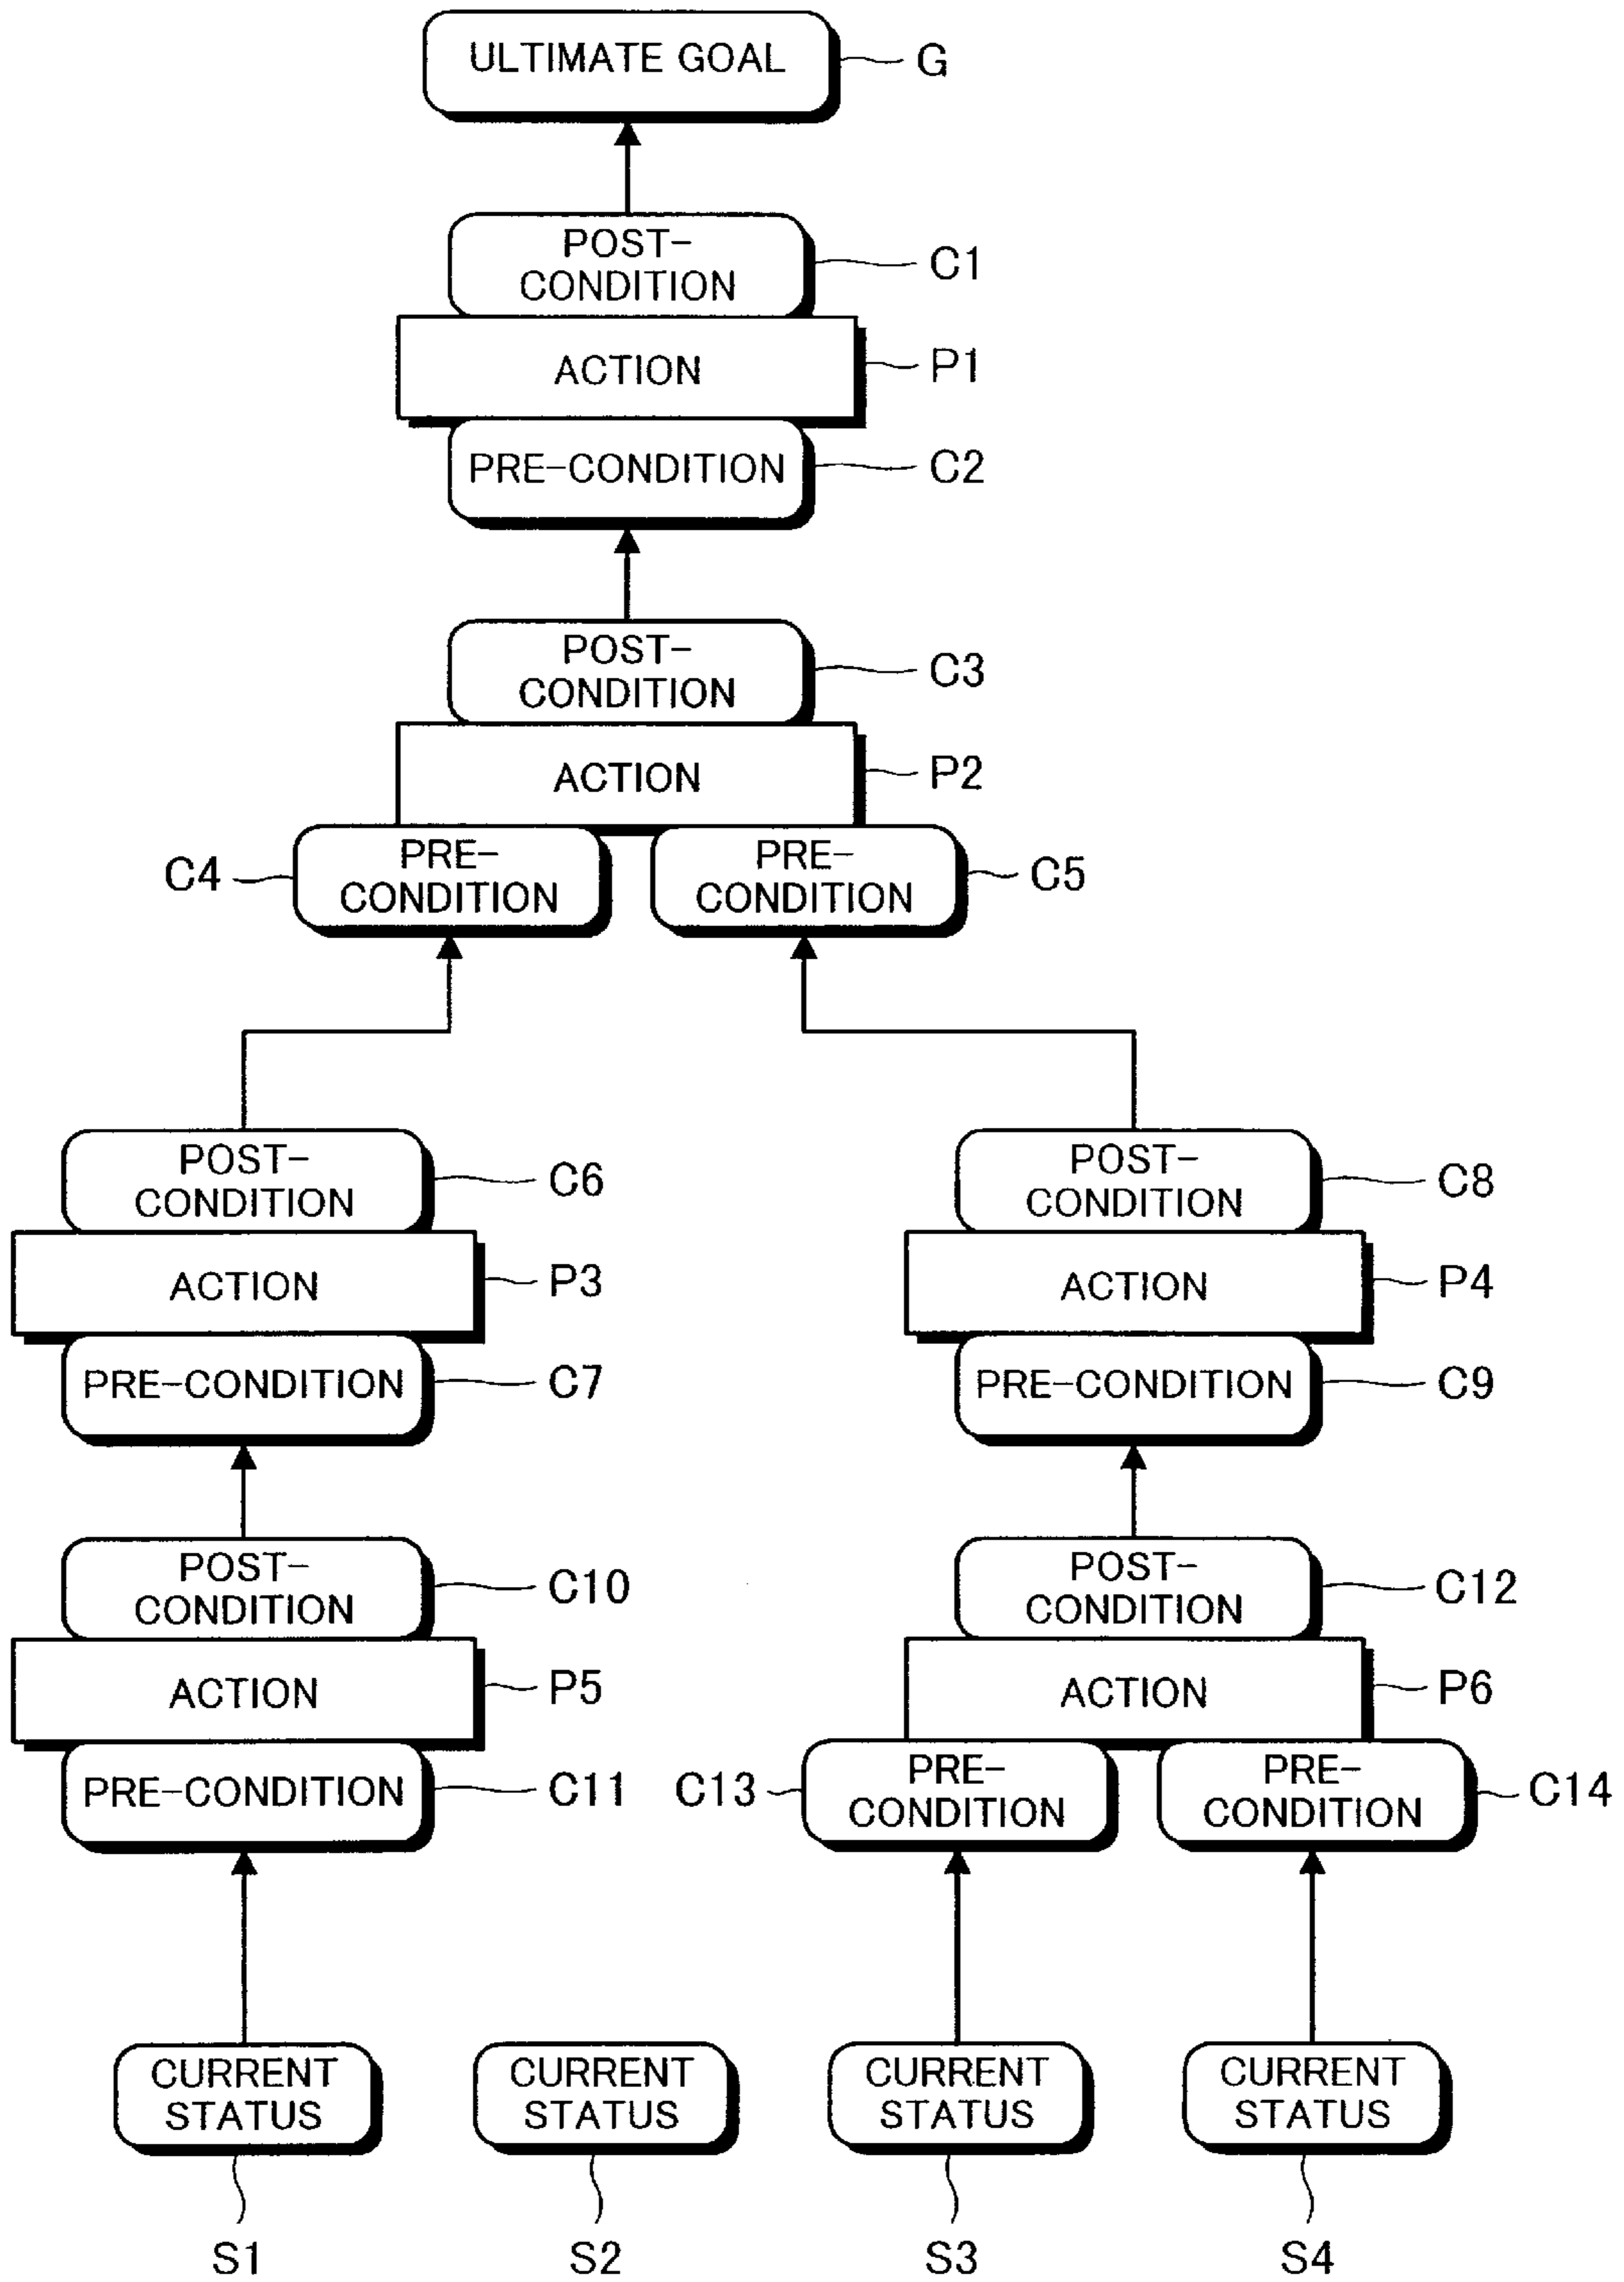 ULTIMATE GOAL
G
POST-
CONDITION
C1
ACTION
P1
PRE-CONDITION
C2
POST-
CONDITION
C3
ACTION
P2
C4
PRE-
CONDITION
PRE-
CONDITION
C5
POST-
CONDITION
C6
POST-
CONDITION
C8
ACTION
P3
ACTION
P4
PRE-CONDITION
C7
PRE-CONDITION
C9
POST-
CONDITION
C10
POST-
CONDITION
C12
ACTION
P5
ACTION
P6
PRE-CONDITION
C11
C13
PRE-
CONDITION
PRE-
CONDITION
C14
CURRENT
STATUS
CURRENT
STATUS
CURRENT
STATUS
CURRENT
STATUS
S1
S2
S3
S4